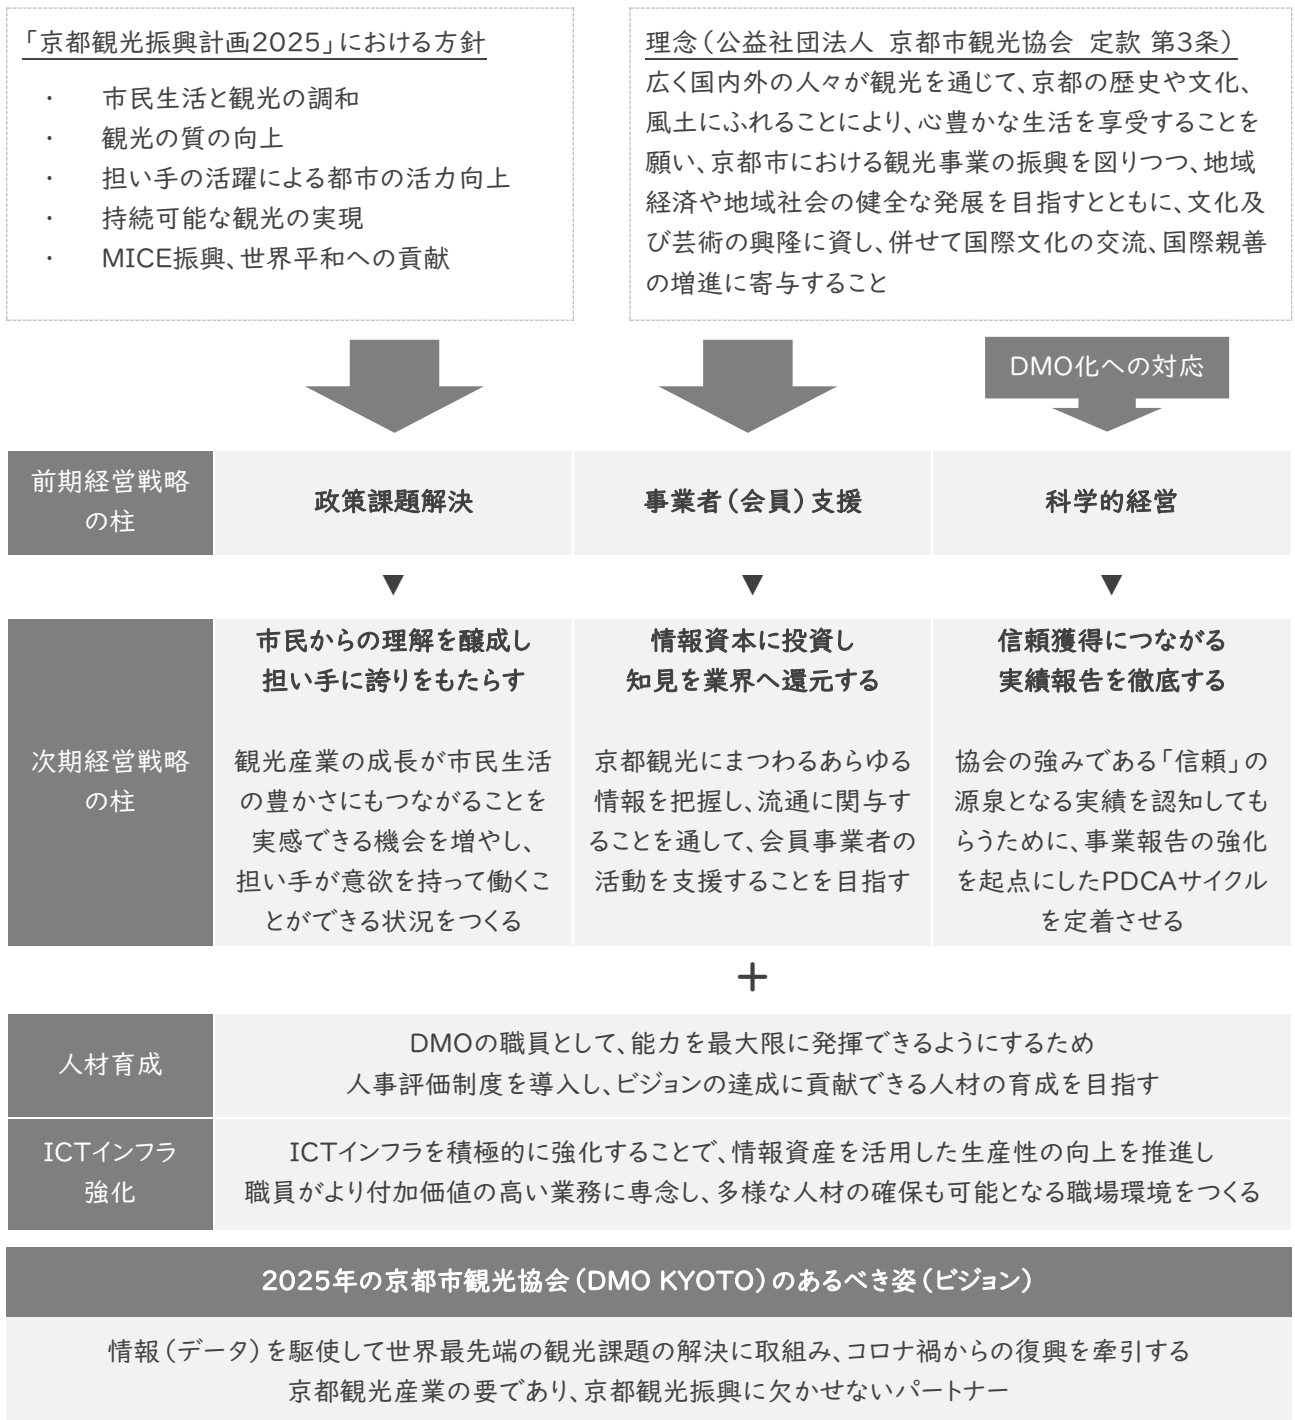 「京都観光振興計画2025」における方針
・ 市民生活と観光の調和
・ 観光の質の向上
・ 担い手の活躍による都市の活力向上
・ 持続可能な観光の実現
・ MICE振興、世界平和への貢献
理念（公益社団法人 京都市観光協会 定款 第3条）
広く国内外の人々が観光を通じて、京都の歴史や文化、
風土にふれることにより、心豊かな生活を享受することを
願い、京都市における観光事業の振興を図りつつ、地域
経済や地域社会の健全な発展を目指すとともに、文化及
び芸術の興隆に資し、併せて国際文化の交流、国際親善
の増進に寄与すること
DMO化への対応
前期経営戦略
の柱
政策課題解決
事業者（会員）支援
科学的経営
▼
▼
▼
次期経営戦略
の柱
市民からの理解を醸成し
担い手に誇りをもたらす
観光産業の成長が市民生活
の豊かさにもつながることを
実感できる機会を増やし、
担い手が意欲を持って働くこ
とができる状況をつくる
情報資本に投資し
知見を業界へ還元する
京都観光にまつわるあらゆる
情報を把握し、流通に関与す
ることを通して、会員事業者の
活動を支援することを目指す
信頼獲得につながる
実績報告を徹底する
協会の強みである「信頼」の
源泉となる実績を認知しても
らうために、事業報告の強化
を起点にしたPDCAサイクル
を定着させる
＋
人材育成
DMOの職員として、能力を最大限に発揮できるようにするため
人事評価制度を導入し、ビジョンの達成に貢献できる人材の育成を目指す
ICTインフラ
強化
ICTインフラを積極的に強化することで、情報資産を活用した生産性の向上を推進し
職員がより付加価値の高い業務に専念し、多様な人材の確保も可能となる職場環境をつくる
2025年の京都市観光協会（DMO KYOTO）のあるべき姿（ビジョン）
情報（データ）を駆使して世界最先端の観光課題の解決に取組み、コロナ禍からの復興を牽引する
京都観光産業の要であり、京都観光振興に欠かせないパートナー